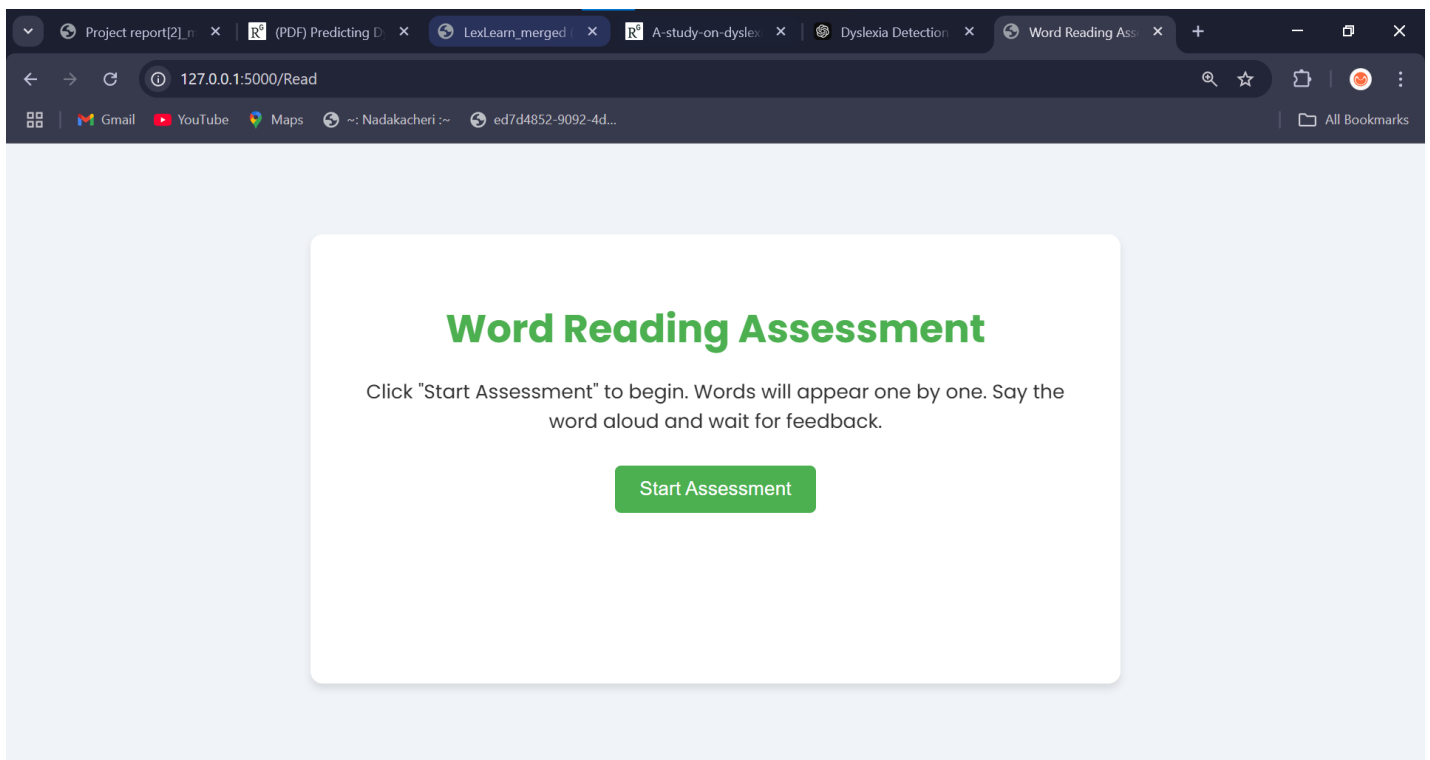 Project report[2]_m
(PDF) Predicting D
LexLearn_merged (
A-study-on-dyslex
Dyslexia Detection
Word Reading Ass
127.0.0.1:5000/Read
Gmail
YouTube
Maps
~: Nadakacheri :~
ed7d4852-9092-4d...
All Bookmarks
Word Reading Assessment
Click "Start Assessment" to begin. Words will appear one by one. Say the
word aloud and wait for feedback.
Start Assessment